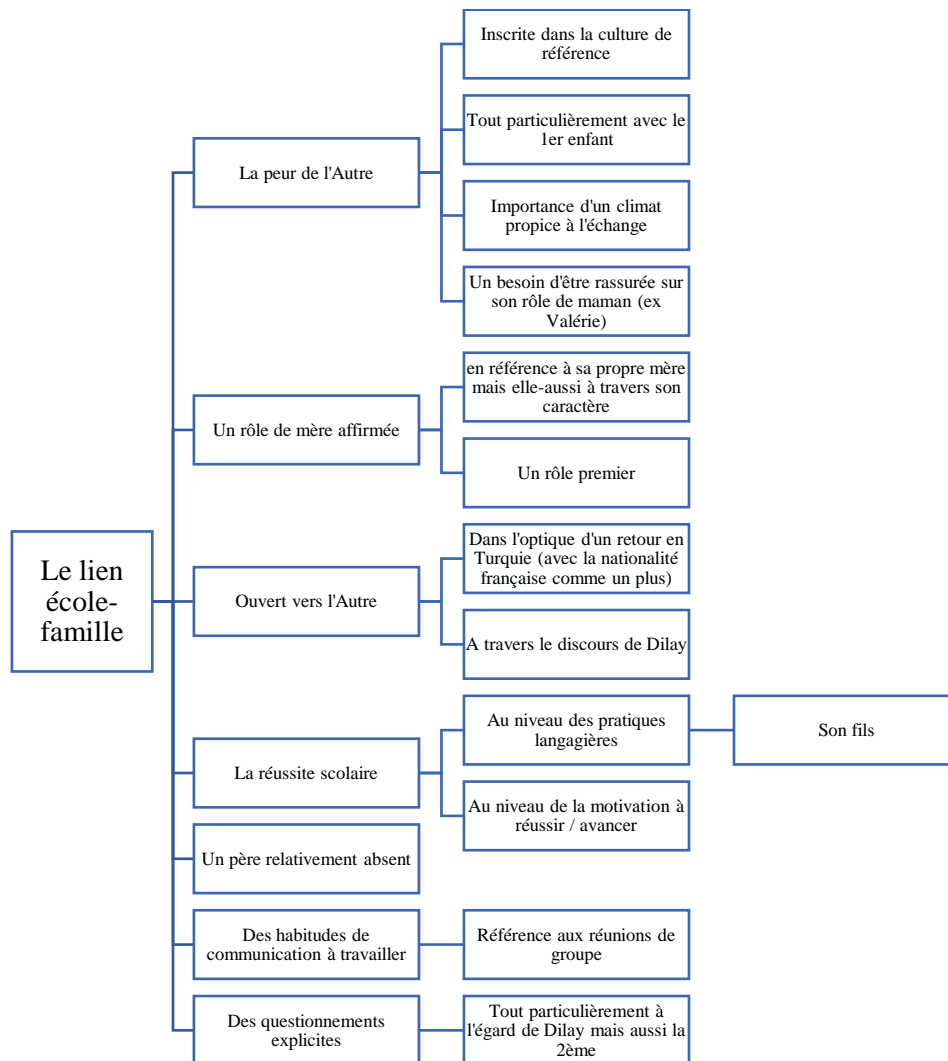 Le lien
école-
famille
La peur de l'Autre
Inscrite dans la culture de
référence
Tout particulièrement avec le
1er enfant
Importance d'un climat
propice à l'échange
Un besoin d'être rassurée sur
son rôle de maman (ex
Valérie)
Un rôle de mère affirmée
en référence à sa propre mère
mais elle-aussi à travers son
caractère
Un rôle premier
Ouvert vers l'Autre
Dans l'optique d'un retour en
Turquie (avec la nationalité
française comme un plus)
A travers le discours de Dilay
La réussite scolaire
Au niveau des pratiques
langagières
Son fils
Au niveau de la motivation à
réussir / avancer
Un père relativement absent
Des habitudes de
communication à travailler
Référence aux réunions de
groupe
Des questionnements
explicites
Tout particulièrement à
l'égard de Dilay mais aussi la
2ème